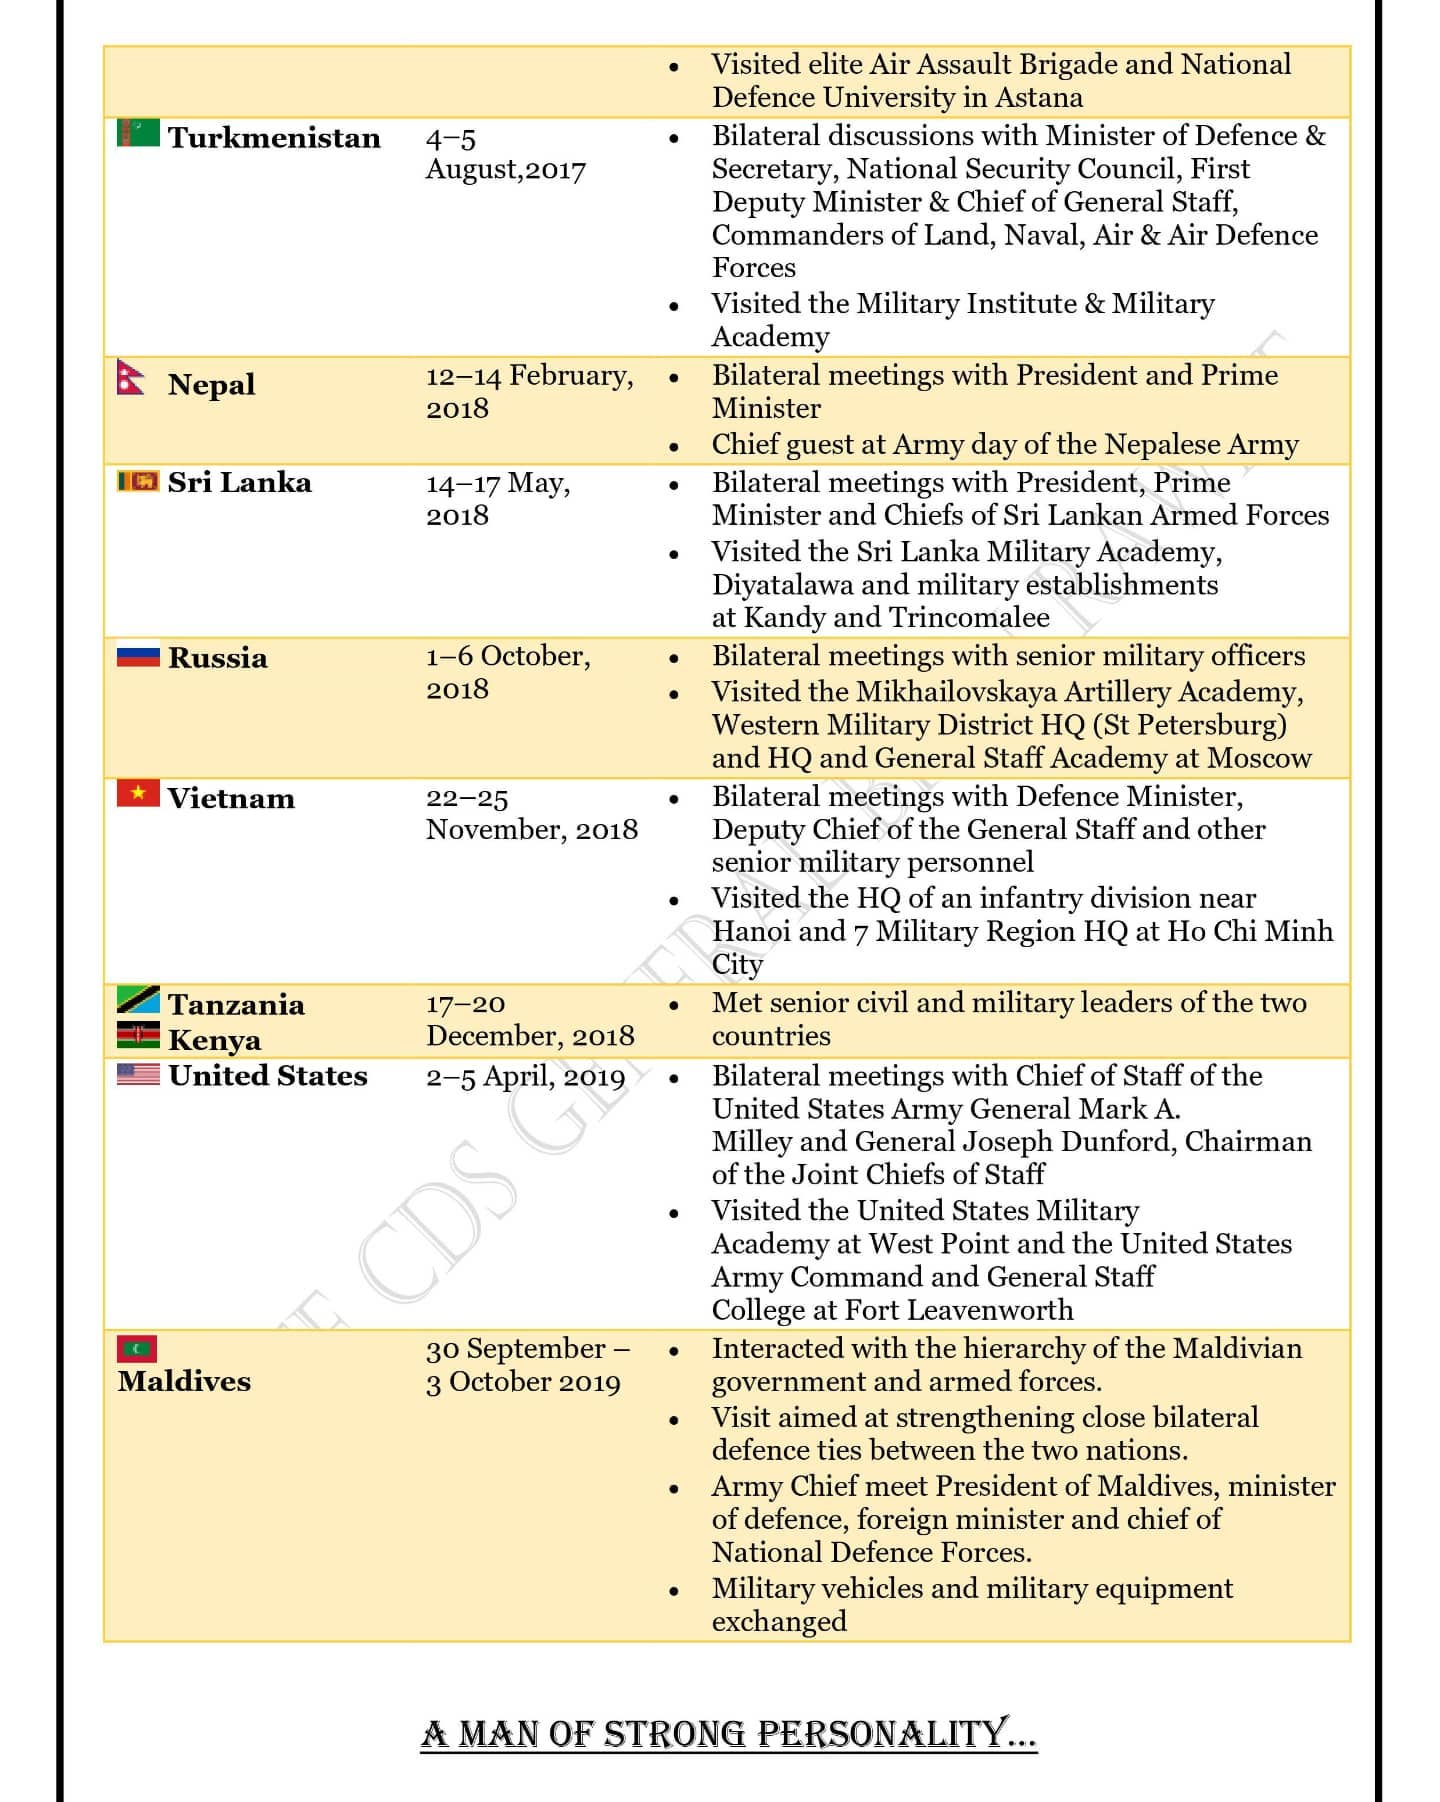 • Visited elite Air Assault Brigade and National
Defence University in Astana
Turkmenistan
4–5
August,2017
• Bilateral discussions with Minister of Defence &
Secretary, National Security Council, First
Deputy Minister & Chief of General Staff,
Commanders of Land, Naval, Air & Air Defence
Forces
• Visited the Military Institute & Military
Academy
Nepal
12–14 February,
2018
• Bilateral meetings with President and Prime
Minister
• Chief guest at Army day of the Nepalese Army
Sri Lanka
14–17 May,
2018
• Bilateral meetings with President, Prime
Minister and Chiefs of Sri Lankan Armed Forces
• Visited the Sri Lanka Military Academy,
Diyatalawa and military establishments
at Kandy and Trincomalee
Russia
1–6 October,
2018
• Bilateral meetings with senior military officers
• Visited the Mikhailovskaya Artillery Academy,
Western Military District HQ (St Petersburg)
and HQ and General Staff Academy at Moscow
Vietnam
22–25
November, 2018
• Bilateral meetings with Defence Minister,
Deputy Chief of the General Staff and other
senior military personnel
• Visited the HQ of an infantry division near
Hanoi and 7 Military Region HQ at Ho Chi Minh
City
Tanzania
Kenya
17–20
December, 2018
• Met senior civil and military leaders of the two
countries
United States
2–5 April, 2019
• Bilateral meetings with Chief of Staff of the
United States Army General Mark A.
Milley and General Joseph Dunford, Chairman
of the Joint Chiefs of Staff
• Visited the United States Military
Academy at West Point and the United States
Army Command and General Staff
College at Fort Leavenworth
Maldives
30 September –
3 October 2019
• Interacted with the hierarchy of the Maldivian
government and armed forces.
• Visit aimed at strengthening close bilateral
defence ties between the two nations.
• Army Chief meet President of Maldives, minister
of defence, foreign minister and chief of
National Defence Forces.
• Military vehicles and military equipment
exchanged
CDS GENERAL
A MAN OF STRONG PERSONALITY...